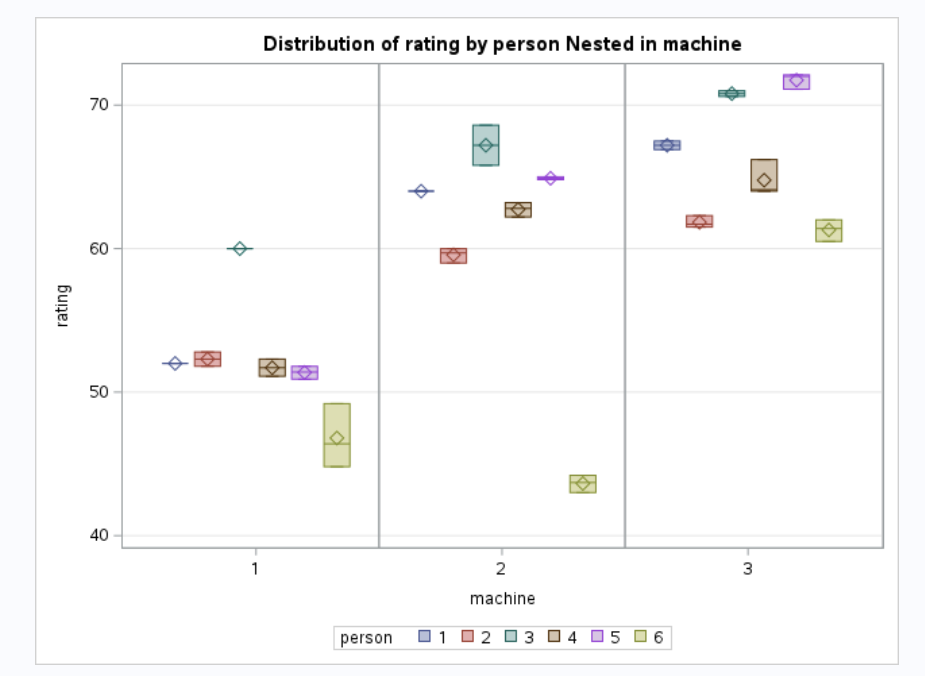 Distribution of rating by person Nested in machine
70
60
50
40
rating
1 2 3
machine
person 1 2 3 4 5 6